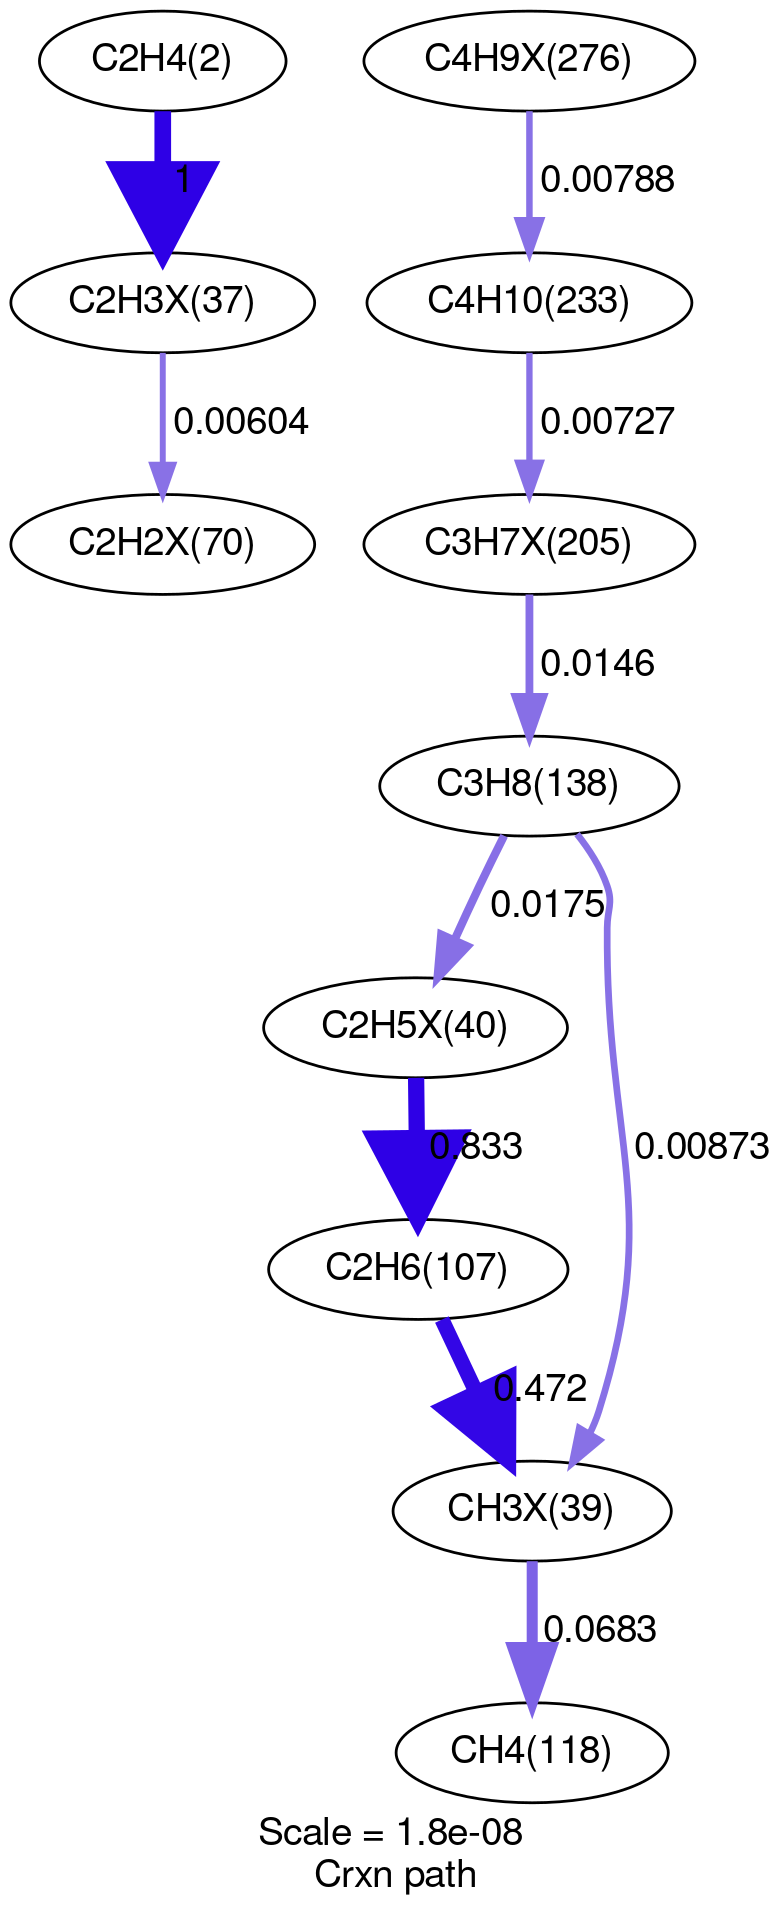 C2H4(2)
C4H9X(276)
1
0.00788
C2H3X(37)
C4H10(233)
0.00604
0.00727
C2H2X(70)
C3H7X(205)
0.0146
C3H8(138)
0.0175
C2H5X(40)
0.833
0.00873
C2H6(107)
0.472
CH3X(39)
0.0683
CH4(118)
Scale = 1.8e-08
Crxn path